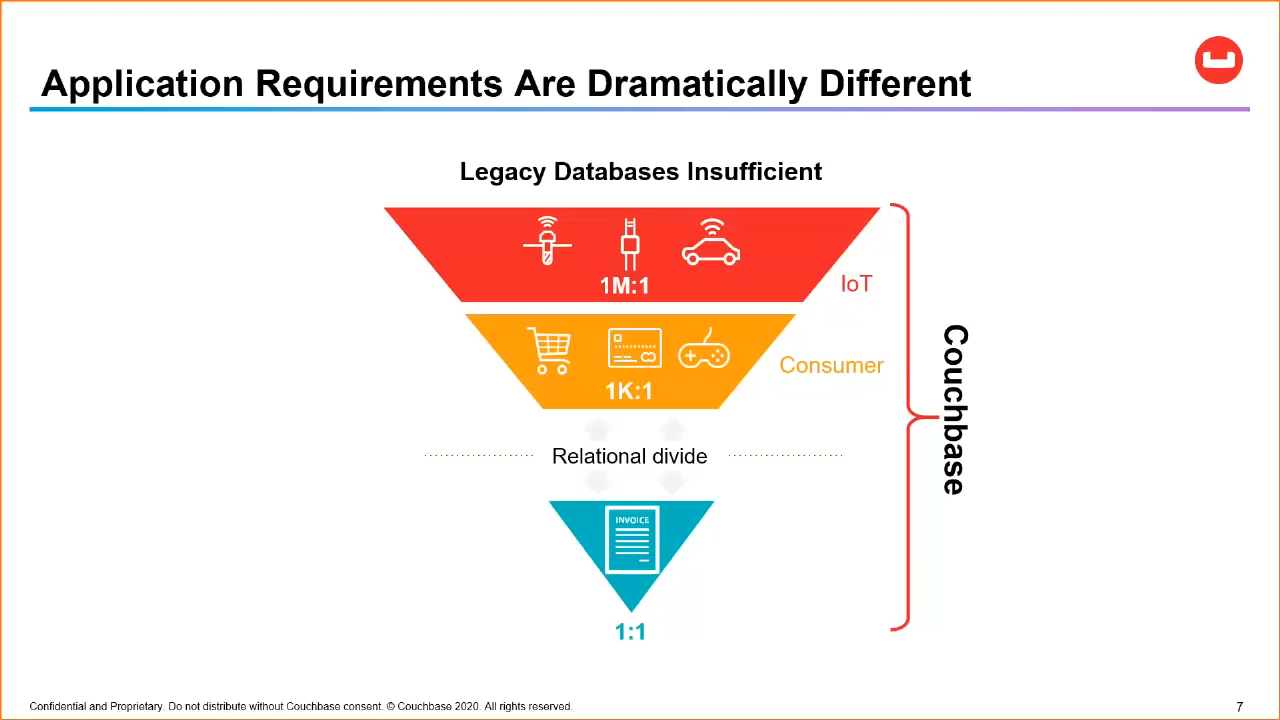 Application Requirements Are Dramatically Different
Legacy Databases Insufficient
1M:1
IoT
1K:1
Consumer
Relational divide
INVOICE
1:1
Couchbase
Confidential and Proprietary. Do not distribute without Couchbase consent. © Couchbase 2020. All rights reserved.
7